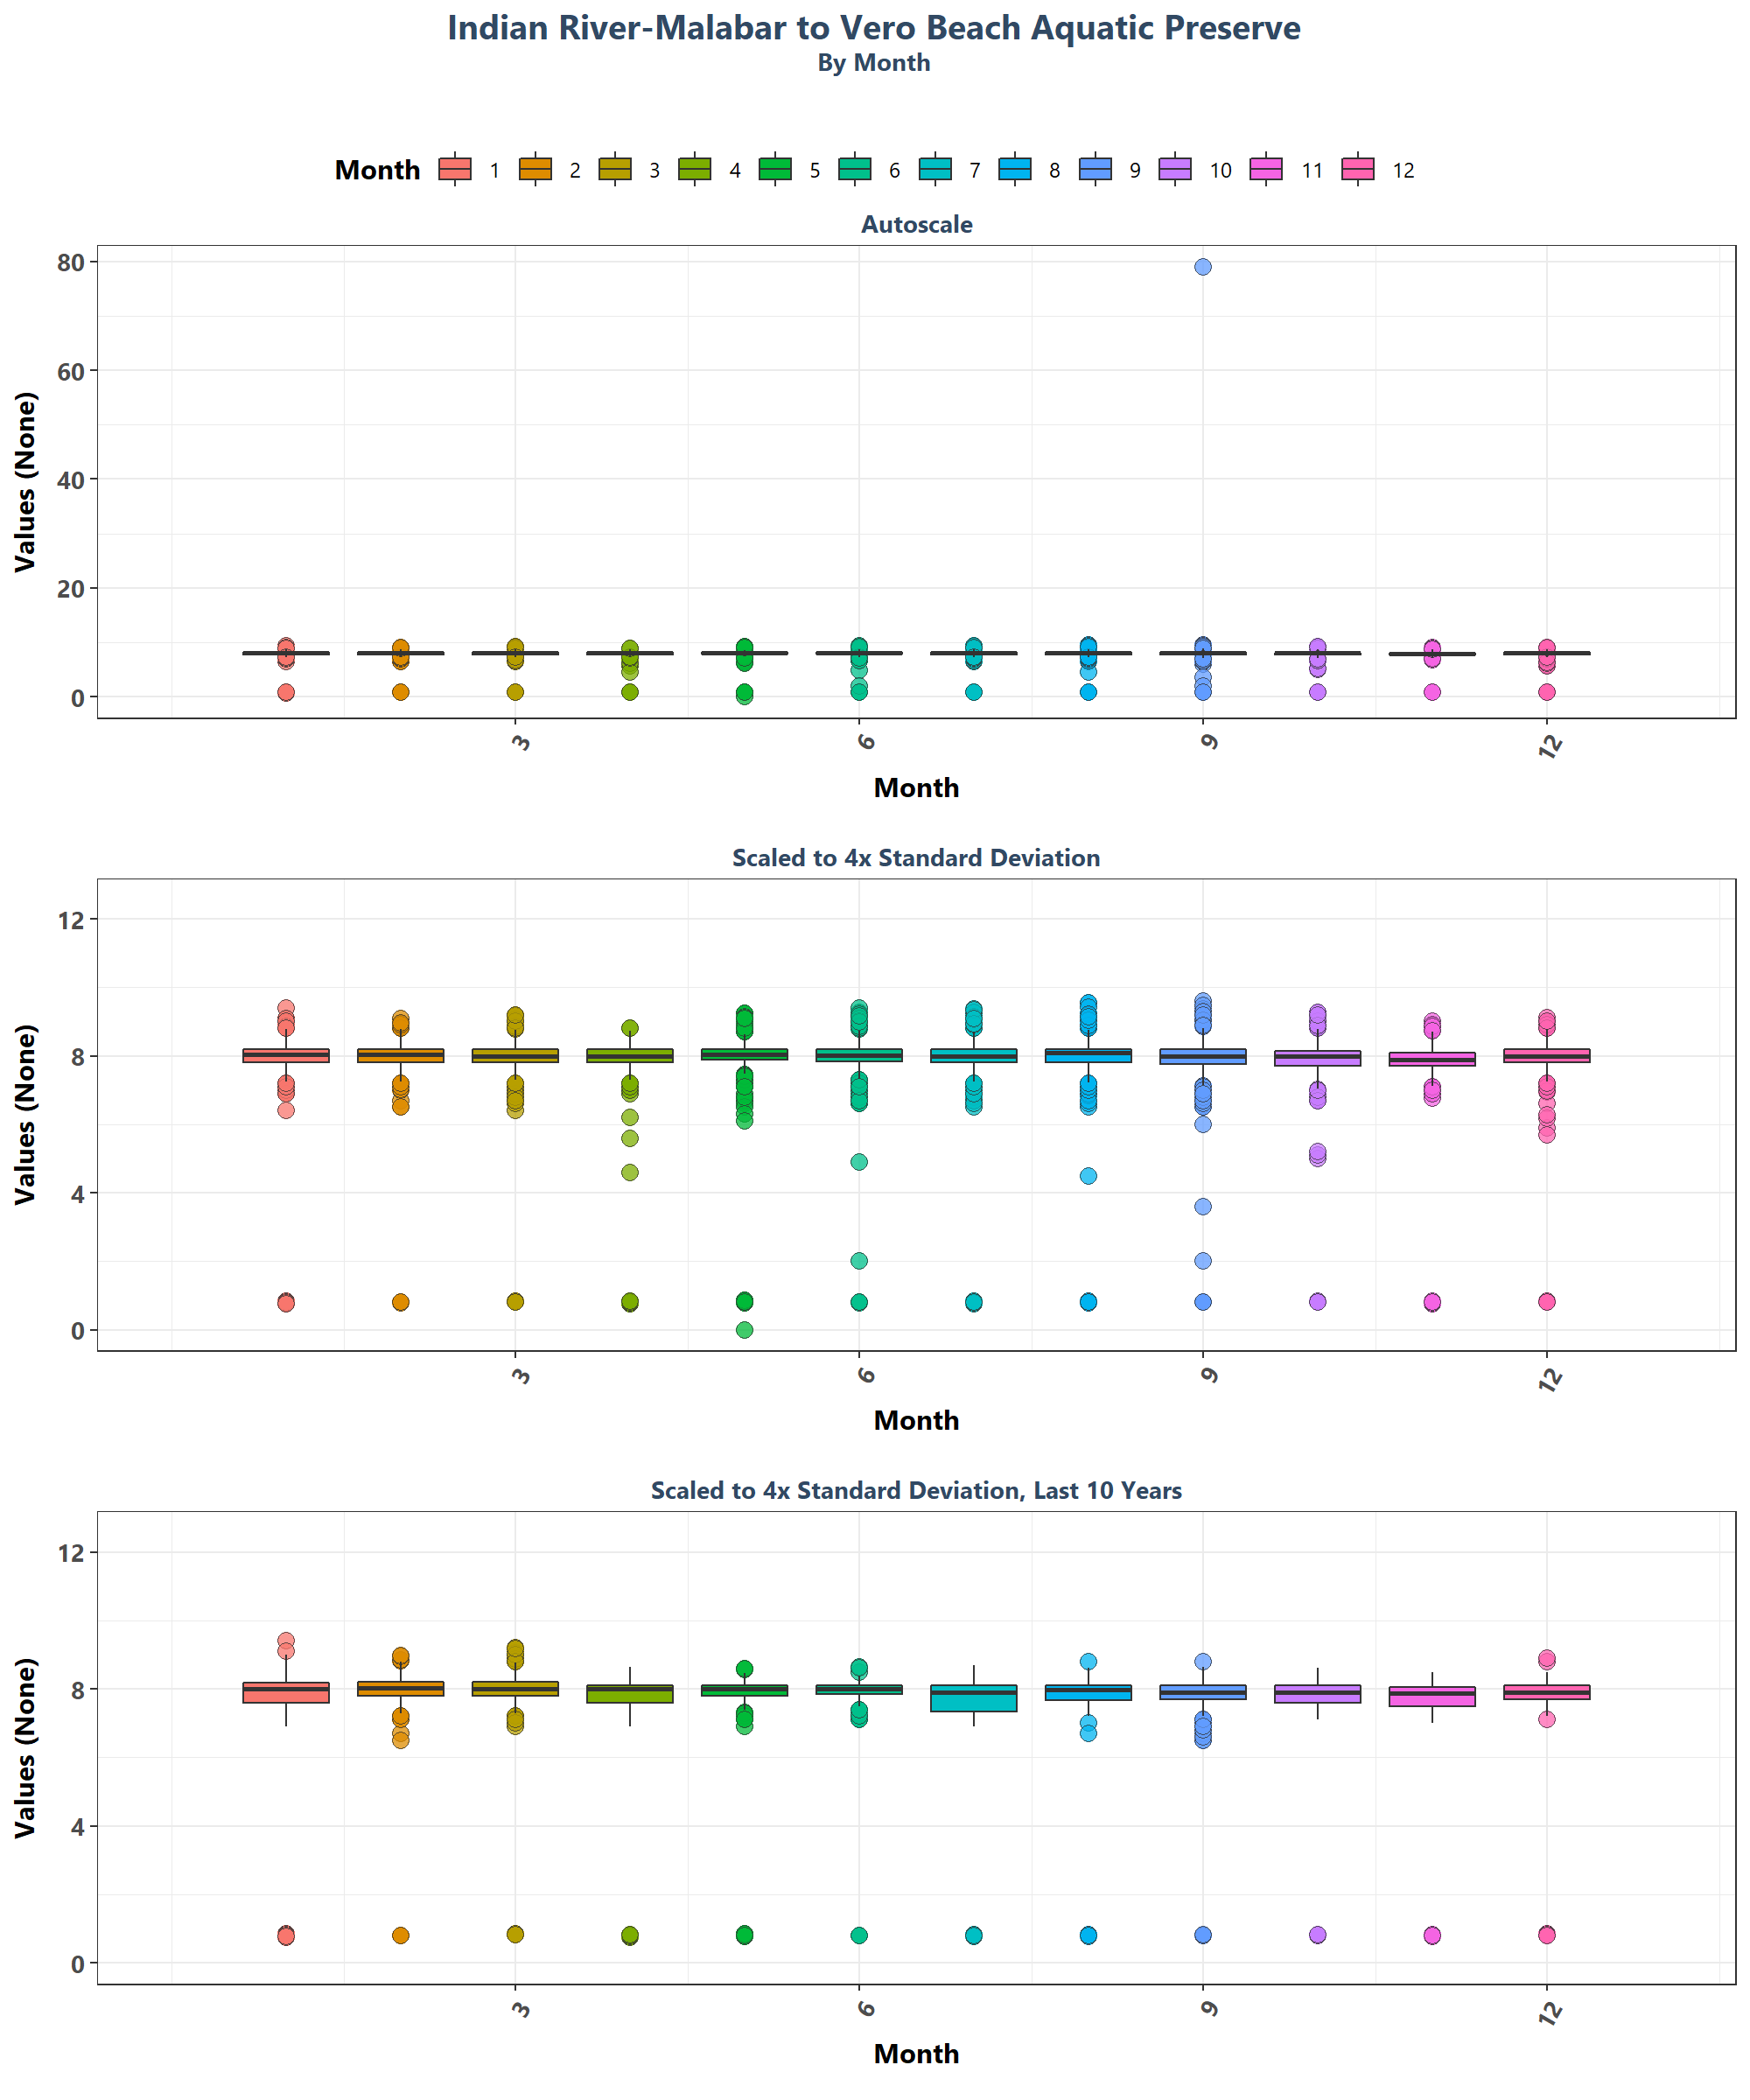 Indian River-Malabar to Vero Beach Aquatic Preserve
By Month
Month 1 2 3 4 5 6 7 8 9 10 11 12
Autoscale
80
60
40
20
0
Values (None)
3 6 9 12
Month
Scaled to 4x Standard Deviation
12
8
4
0
Values (None)
3 6 9 12
Month
Scaled to 4x Standard Deviation, Last 10 Years
12
8
4
0
Values (None)
3 6 9 12
Month